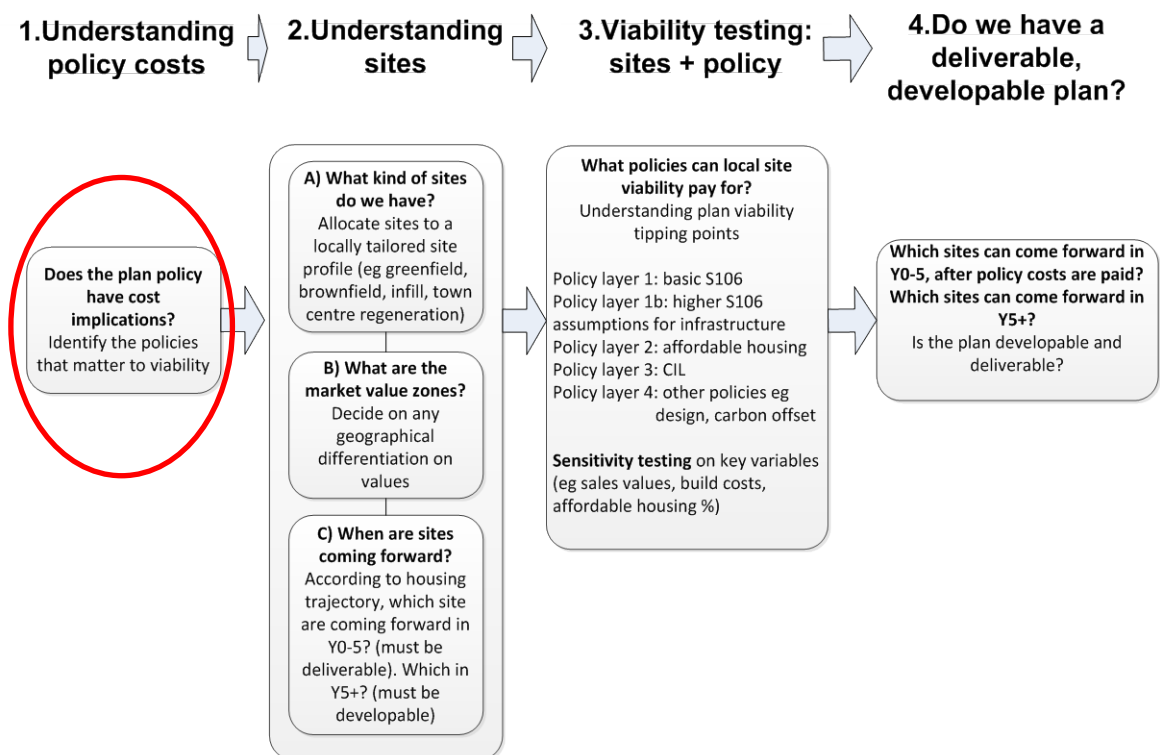 1.Understanding
policy costs
2.Understanding
sites
3.Viability testing:
sites + policy
4.Do we have a
deliverable,
developable plan?
Does the plan policy
have cost
implications?
Identify the policies
that matter to viability
A) What kind of sites
do we have?
Allocate sites to a
locally tailored site
profile (eg greenfield,
brownfield, infill, town
centre regeneration)
B) What are the
market value zones?
Decide on any
geographical
differentiation on
values
C) When are sites
coming forward?
According to housing
trajectory, which site
are coming forward in
Y0-5? (must be
deliverable). Which in
Y5+? (must be
developable)
What policies can local site
viability pay for?
Understanding plan viability
tipping points
Policy layer 1: basic S106
Policy layer 1b: higher S106
assumptions for infrastructure
Policy layer 2: affordable housing
Policy layer 3: CIL
Policy layer 4: other policies eg
design, carbon offset
Sensitivity testing on key variables
(eg sales values, build costs,
affordable housing %)
Which sites can come forward in
Y0-5, after policy costs are paid?
Which sites can come forward in
Y5+?
Is the plan developable and
deliverable?